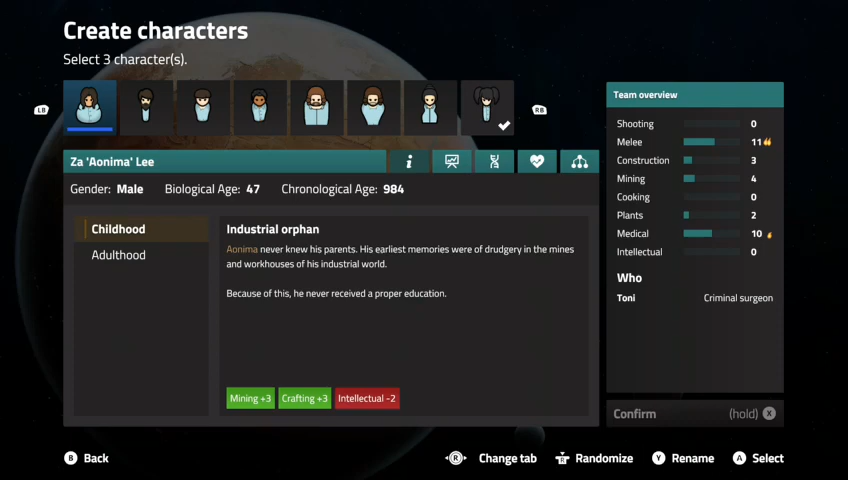 Create characters
Select 3 character(s).
LB
RB
Za 'Aonima' Lee
i
Gender: Male Biological Age: 47 Chronological Age: 984
Childhood
Adulthood
Industrial orphan
Aonima never knew his parents. His earliest memories were of drudgery in the mines
and workhouses of his industrial world.
Because of this, he never received a proper education.
Mining +3 Crafting +3 Intellectual -2
Team overview
Shooting 0
Melee 11
Construction 3
Mining 4
Cooking 0
Plants 2
Medical 10
Intellectual 0
Who
Toni Criminal surgeon
Confirm (hold) X
B Back
R Change tab R Randomize Y Rename A Select